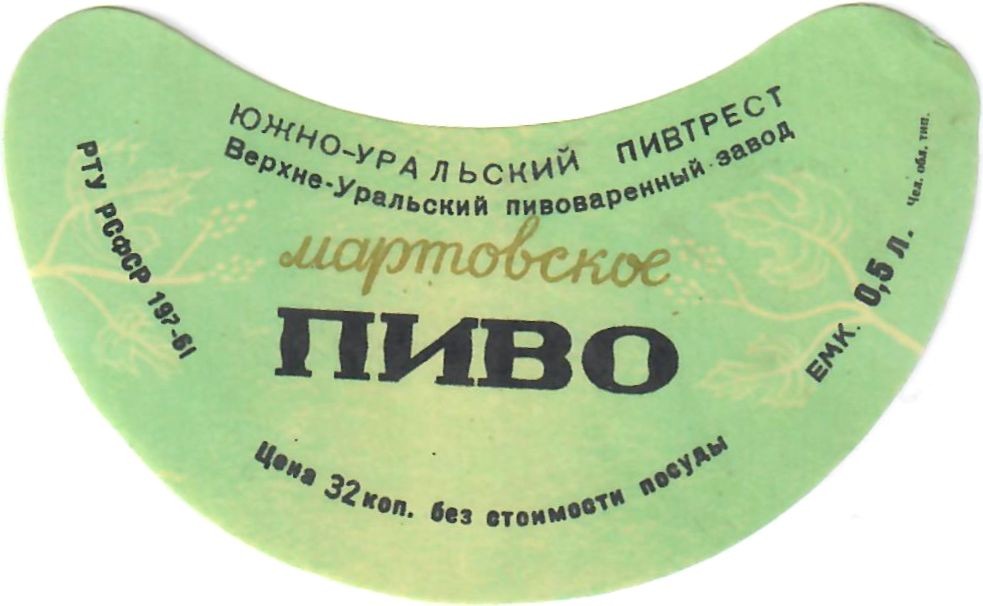 ЮЖНО-УРАЛЬСКИЙ ПИВТРЕСТ
Верхне-Уральский пивоваренный завод
мартовское
ПИВО
Цена 32 коп. без стоимости посуды
РТУ РСФСР 197-61
ЕМК. 0,5 Л.
Чел. обл. тип.